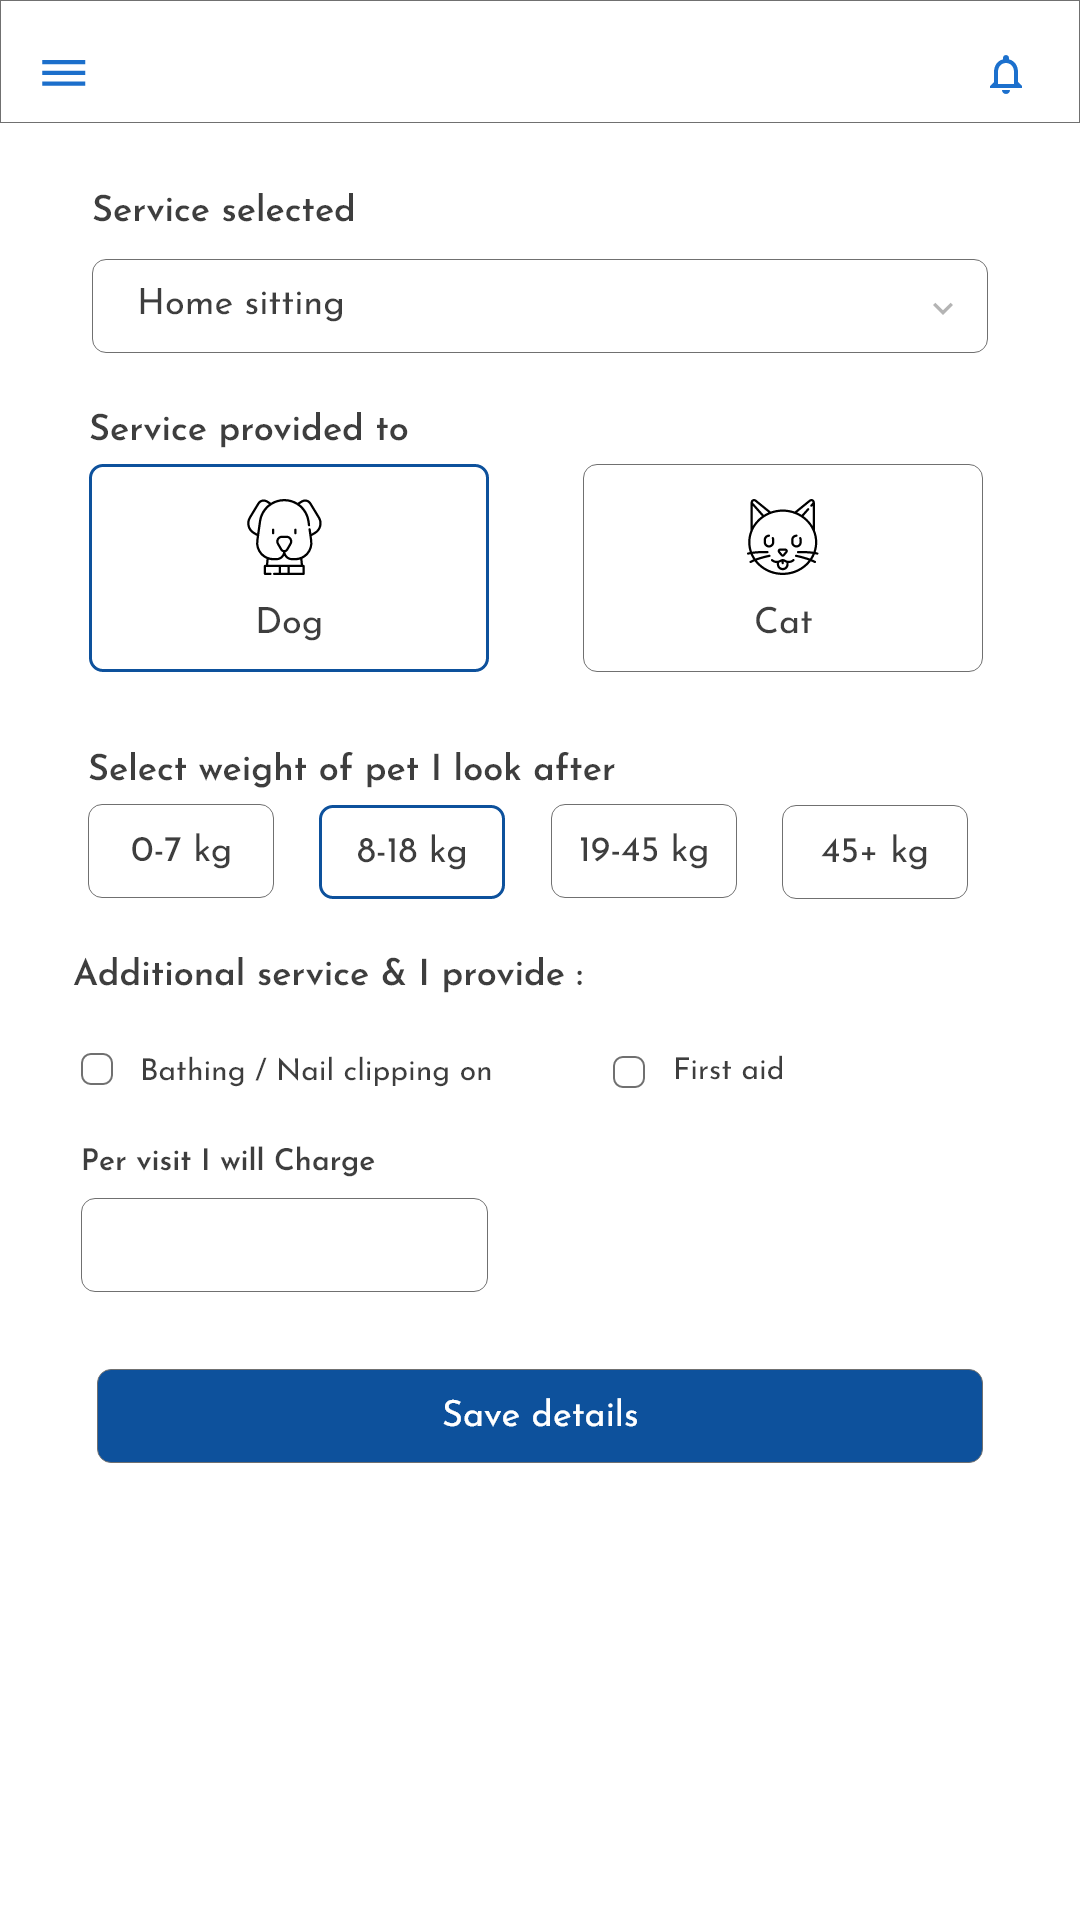 Service selected
Home sitting
Service provided to
Dog
Cat
Select weight of pet I look after
0-7 kg
8-18 kg
19-45 kg
45+ kg
Additional service & I provide :
Bathing / Nail clipping on
First aid
Per visit I will Charge
Save details